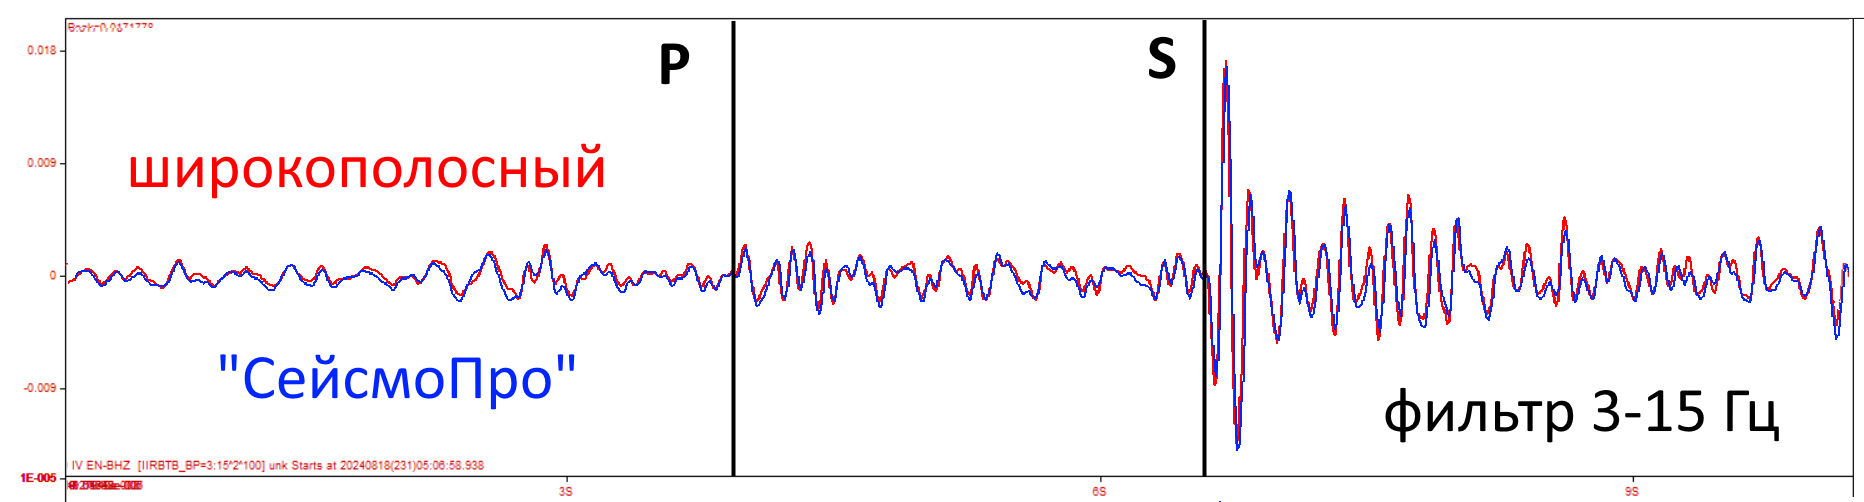 0.018
P
S
0.009
широкополосный
0
"СейсмоПро"
-0.009
фильтр 3-15 Гц
IV EN-BHZ [IIRBTB_BP=3:15^2^100] unk Starts at 20240818(231)05:06:58.938
1E-005
3S
6S
9S